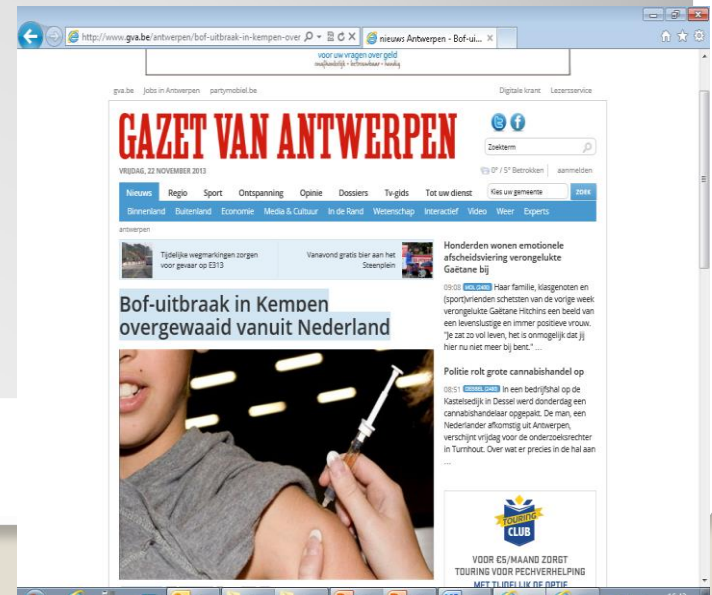 http://www.gva.be/antwerpen/bof-uitbraak-in-kempen-over
nieuws Antwerpen - Bof-ui...
voor uw vragen over geld
gva.be Jobs in Antwerpen partymobiel.be
Digitale krant Lezersservice
GAZET VAN ANTWERPEN
VRIJDAG, 22 NOVEMBER 2013
Zoekterm
0° / 5° Betrokken aanmelden
Nieuws Regio Sport Ontspanning Opinie Dossiers Tv-gids Tot uw dienst
Kies uw gemeente ZOEK
Binnenland Buitenland Economie Media & Cultuur In de Rand Wetenschap Interactief Video Weer Experts
antwerpen
Tijdelijke wegmarkingen zorgen
voor gevaar op E313
Vanavond gratis bier aan het
Steenplein
Bof-uitbraak in Kempen
overgewaaid vanuit Nederland
Honderden wonen emotionele
afscheidsviering verongelukte
Gaëtane bij
09:08 MOL (2400) Haar familie, klasgenoten en
(sport)vrienden schetsten van de vorige week
verongelukte Gaëtane Hitchins een beeld van
een levenslustige en immer positieve vrouw.
"Je zat zo vol leven, het is onmogelijk dat jij
hier nu niet meer bij bent." ...
Politie rolt grote cannabishandel op
08:51 DESSEL (2480) In een bedrijfshal op de
Kastelsedijk in Dessel werd donderdag een
cannabishandelaar opgepakt. De man, een
Nederlander afkomstig uit Antwerpen,
verschijnt vrijdag voor de onderzoeksrechter
in Turnhout. Over wat er precies in de hal aan
...
TOURING
CLUB
VOOR €5/MAAND ZORGT
TOURING VOOR PECHVERHELPING
MET TIJDELIJK DE OPTIE